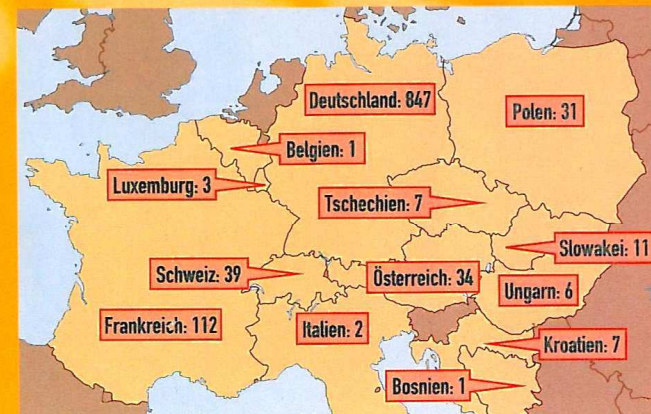 Deutschland: 847
Polen: 31
Belgien: 1
Luxemburg: 3
Tschechien: 7
Slowakei: 11
Schweiz: 39
Österreich: 34
Ungarn: 6
Frankreich: 112
Italien: 2
Kroatien: 7
Bosnien: 1